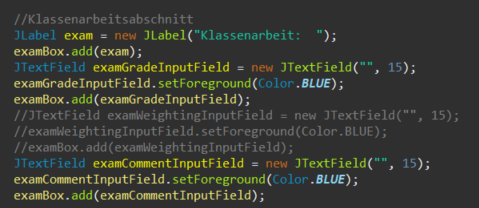 //Klassenarbeitsabschnitt
JLabel exam = new JLabel("Klassenarbeit:  ");
examBox.add(exam);
JTextField examGradeInputField = new JTextField("", 15);
examGradeInputField.setForeground(Color.BLUE);
examBox.add(examGradeInputField);
//JTextField examWeightingInputField = new JTextField("", 15);
//examWeightingInputField.setForeground(Color.BLUE);
//examBox.add(examWeightingInputField);
JTextField examCommentInputField = new JTextField("", 15);
examCommentInputField.setForeground(Color.BLUE);
examBox.add(examCommentInputField);